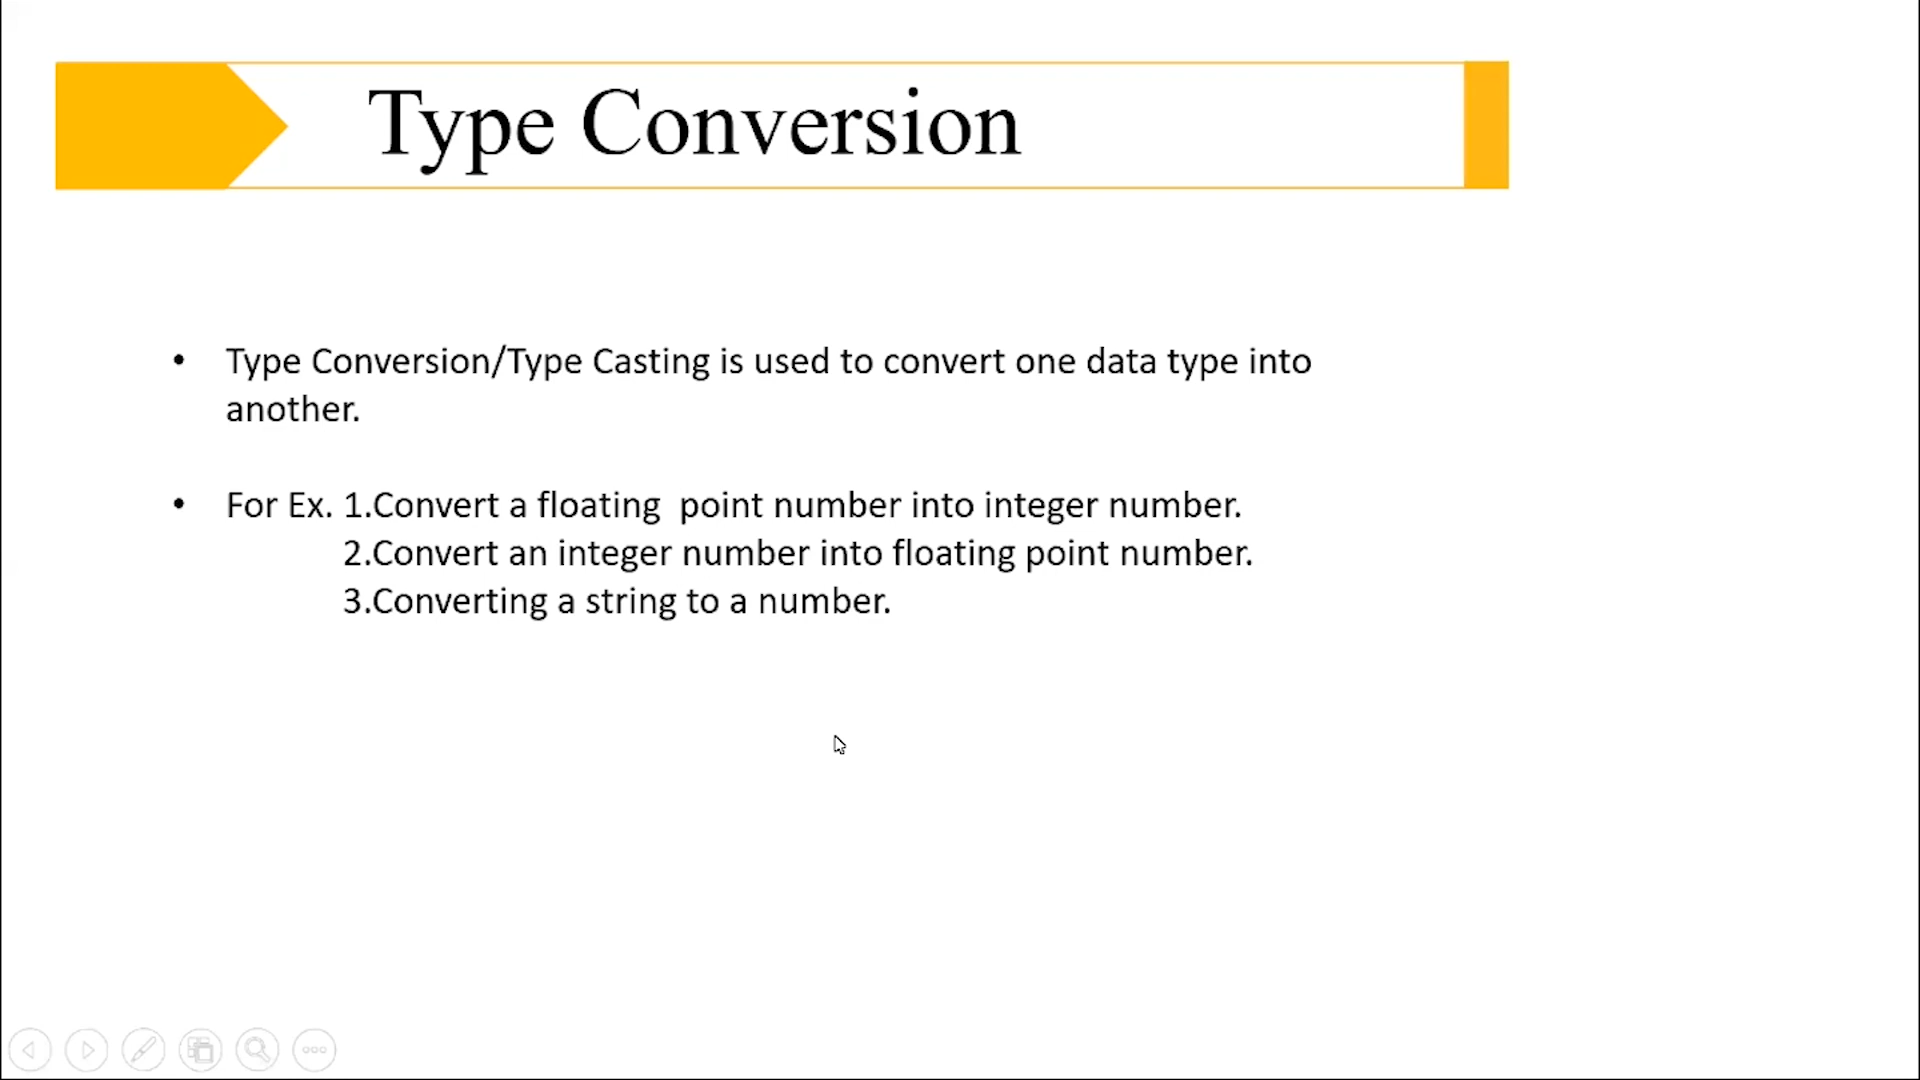 Type Conversion
• Type Conversion/Type Casting is used to convert one data type into
another.
• For Ex. 1.Convert a floating  point number into integer number.
2.Convert an integer number into floating point number.
3.Converting a string to a number.